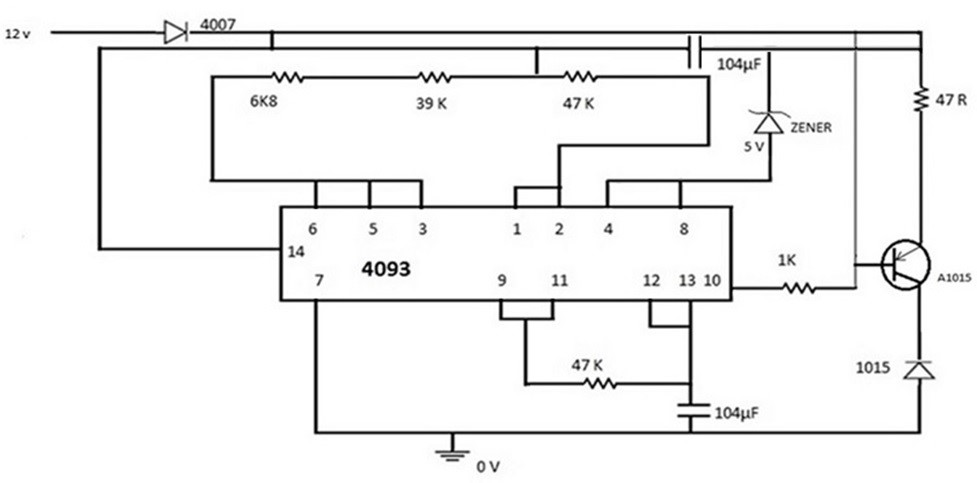 12 v
4007
104µF
6K8
39 K
47 K
47 R
ZENER
5 V
6 5 3 1 2 4 8
14
4093
7 9 11 12 13 10
1K
A1015
47 K
1015
104µF
0 V